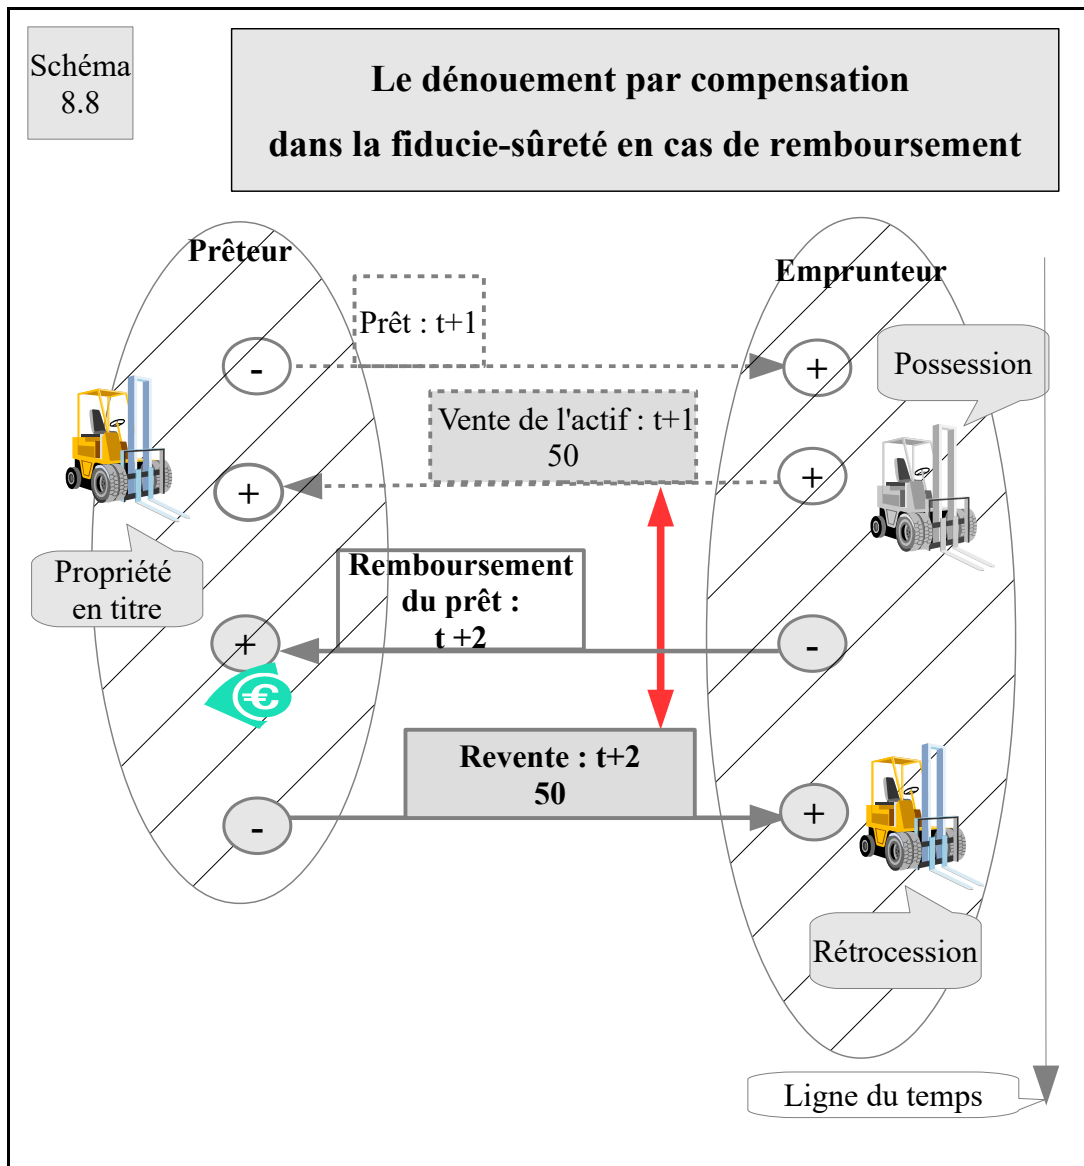 Schéma
8.8
Le dénouement par compensation
dans la fiducie-sûreté en cas de remboursement
Prêteur
Emprunteur
Prêt : t+1
-
+
Possession
Vente de l'actif : t+1
50
+
+
Propriété
en titre
Remboursement
du prêt :
t +2
+
-
€
Revente : t+2
50
-
+
Rétrocession
Ligne du temps